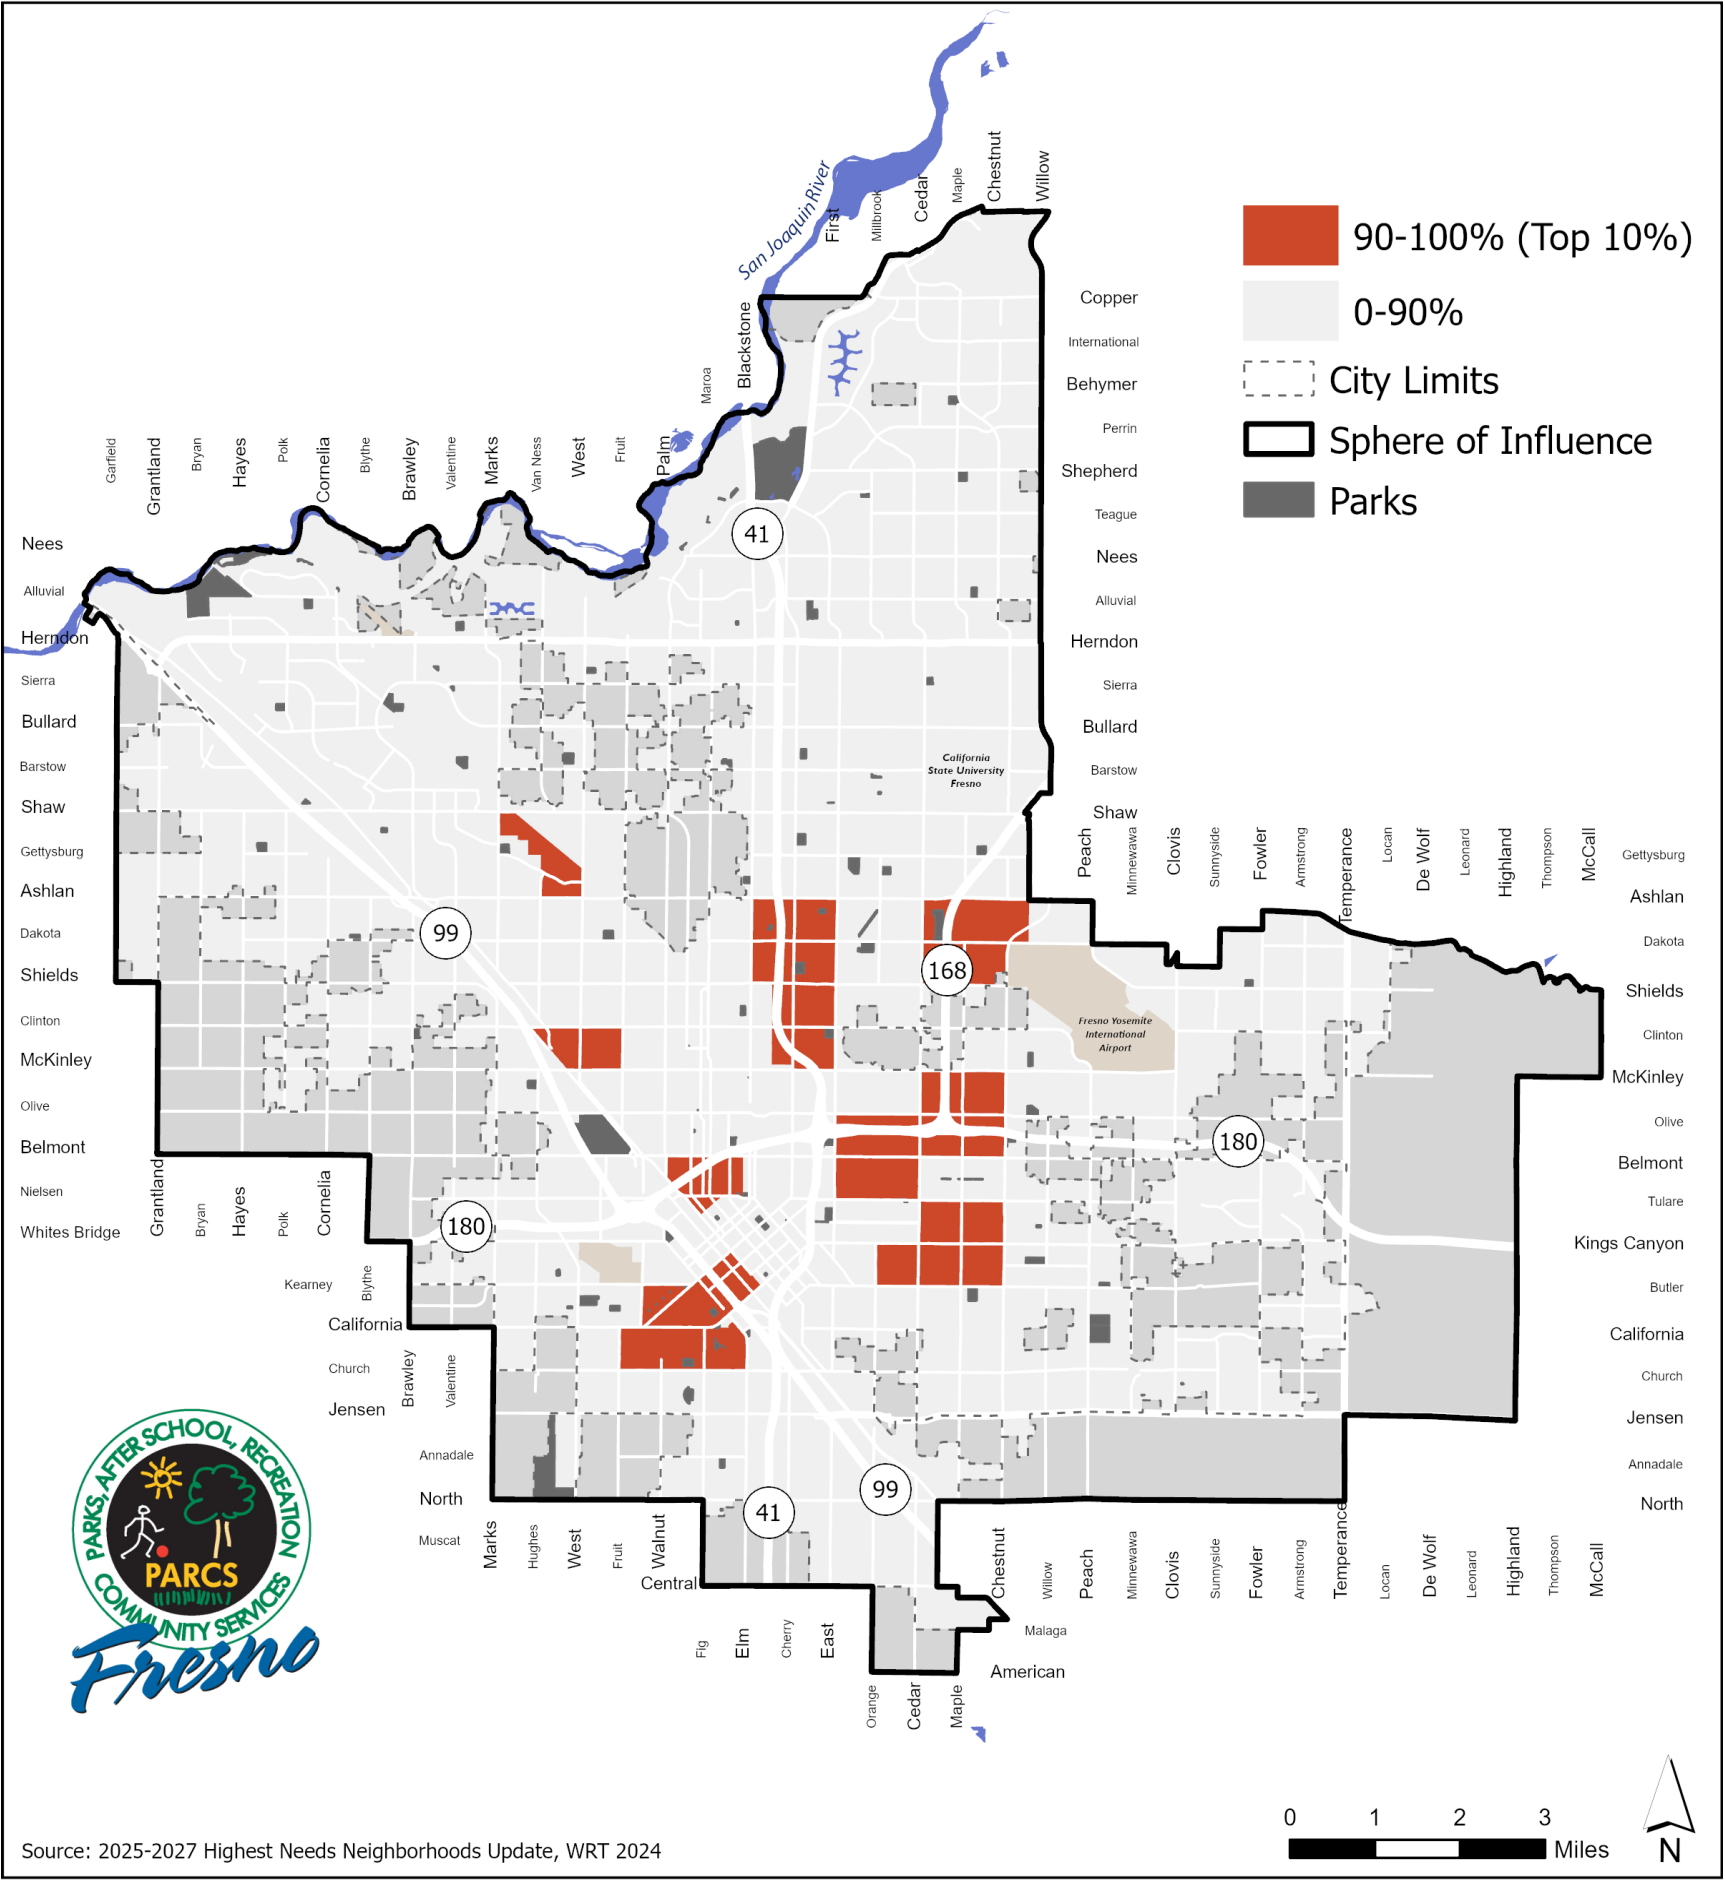 San Joaquin River
First
Millbrook
Cedar
Maple
Chestnut
Willow
90-100% (Top 10%)
0-90%
City Limits
Sphere of Influence
Parks
Copper
International
Behymer
Perrin
Shepherd
Teague
Nees
Alluvial
Herndon
Sierra
Bullard
Barstow
Shaw
Maroa
Blackstone
Garfield
Grantland
Bryan
Hayes
Polk
Cornelia
Blythe
Brawley
Valentine
Marks
Van Ness
West
Fruit
Palm
Nees
Alluvial
Herndon
Sierra
Bullard
Barstow
Shaw
Gettysburg
Ashlan
Dakota
Shields
Clinton
McKinley
Olive
Belmont
Nielsen
Whites Bridge
41
California
State University
Fresno
99
168
180
180
41
99
Fresno Yosemite
International
Airport
Peach
Minnewawa
Clovis
Sunnyside
Fowler
Armstrong
Temperance
Locan
De Wolf
Leonard
Highland
Thompson
McCall
Gettysburg
Ashlan
Dakota
Shields
Clinton
McKinley
Olive
Belmont
Tulare
Kings Canyon
Butler
California
Church
Jensen
Annadale
North
Grantland
Bryan
Hayes
Polk
Cornelia
Kearney
Blythe
California
Church
Brawley
Valentine
Jensen
Annadale
North
Muscat
Marks
Hughes
West
Fruit
Walnut
Central
Fig
Elm
Cherry
East
Orange
Cedar
Maple
Chestnut
Willow
Peach
Minnewawa
Clovis
Sunnyside
Fowler
Armstrong
Temperance
Locan
De Wolf
Leonard
Highland
Thompson
McCall
Malaga
American
PARKS, AFTER SCHOOL, RECREATION
PARCS
COMMUNITY SERVICES
Fresno
Source: 2025-2027 Highest Needs Neighborhoods Update, WRT 2024
0 1 2 3
Miles
N